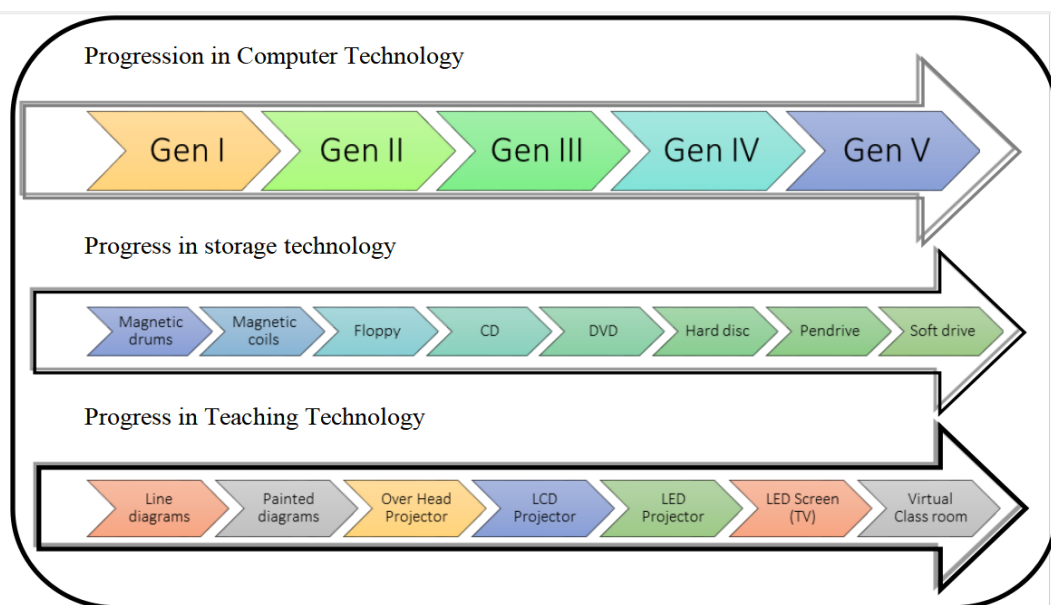 Progression in Computer Technology
Gen I
Gen II
Gen III
Gen IV
Gen V
Progress in storage technology
Magnetic
drums
Magnetic
coils
Floppy
CD
DVD
Hard disc
Pendrive
Soft drive
Progress in Teaching Technology
Line
diagrams
Painted
diagrams
Over Head
Projector
LCD
Projector
LED
Projector
LED Screen
(TV)
Virtual
Class room